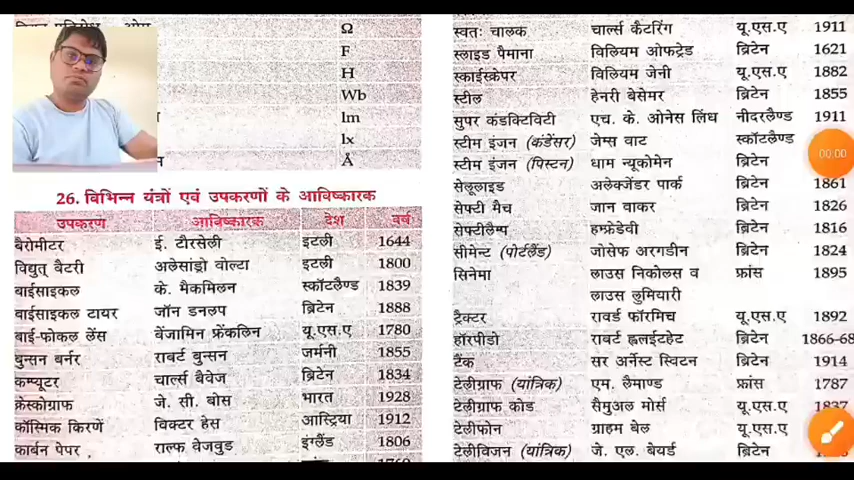 Ω
F
H
Wb
lm
lx
Å
26. विभिन्न यंत्रों एवं उपकरणों के आविष्कारक
उपकरण आविष्कारक देश वर्ष
बैरोमीटर ई. टौरसेली इटली 1644
विद्युत् बैटरी अलेसांड्रो वोल्टा इटली 1800
बाईसाइकल के. मैकमिलन स्कॉटलैण्ड 1839
बाईसाइकल टायर जॉन डनलप ब्रिटेन 1888
बाई-फोकल लेंस बेंजामिन फ्रेंकलिन यू.एस.ए 1780
बुन्सन बर्नर राबर्ट बुन्सन जर्मनी 1855
कम्प्यूटर चार्ल्स बैवेज ब्रिटेन 1834
क्रेस्कोग्राफ जे. सी. बोस भारत 1928
कॉस्मिक किरणें विक्टर हेस आस्ट्रिया 1912
कार्बन पेपर राल्फ वेजवुड इंग्लैंड 1806
स्वतः चालक चार्ल्स कैटरिंग यू.एस.ए 1911
स्लाइड पैमाना विलियम ओफट्रेड ब्रिटेन 1621
स्काईस्क्रेपर विलियम जेनी यू.एस.ए 1882
स्टील हेनरी बेसेमर ब्रिटेन 1855
सुपर कंडक्टिविटी एच. के. ओनेस लिंध नीदरलैण्ड 1911
स्टीम इंजन (कंडेंसर) जेम्स वाट स्कॉटलैण्ड
स्टीम इंजन (पिस्टन) थाम न्यूकोमेन ब्रिटेन
00:00
सेलूलाइड अलेक्जेंडर पार्क ब्रिटेन 1861
सेफ्टी मैच जान वाकर ब्रिटेन 1826
सेफ्टीलैम्प हम्फ्रेडेवी ब्रिटेन 1816
सीमेन्ट (पोर्टलैंड) जोसेफ अरगडीन ब्रिटेन 1824
सिनेमा लाउस निकोलस व फ्रांस 1895
लाउस लुमियारी
ट्रैक्टर रावर्ड फॉरमिच यू.एस.ए 1892
हॉरपीडो राबर्ट ह्वलाईटहेट ब्रिटेन 1866-68
टैंक सर अर्नेस्ट स्विटन ब्रिटेन 1914
टेलीग्राफ (यांत्रिक) एम. लैमाण्ड फ्रांस 1787
टेलीग्राफ कोड सैमुअल मोर्स यू.एस.ए 1837
टेलीफोन ग्राहम बेल यू.एस.ए
टेलीविजन (यांत्रिक) जे. एल. बेयर्ड ब्रिटेन